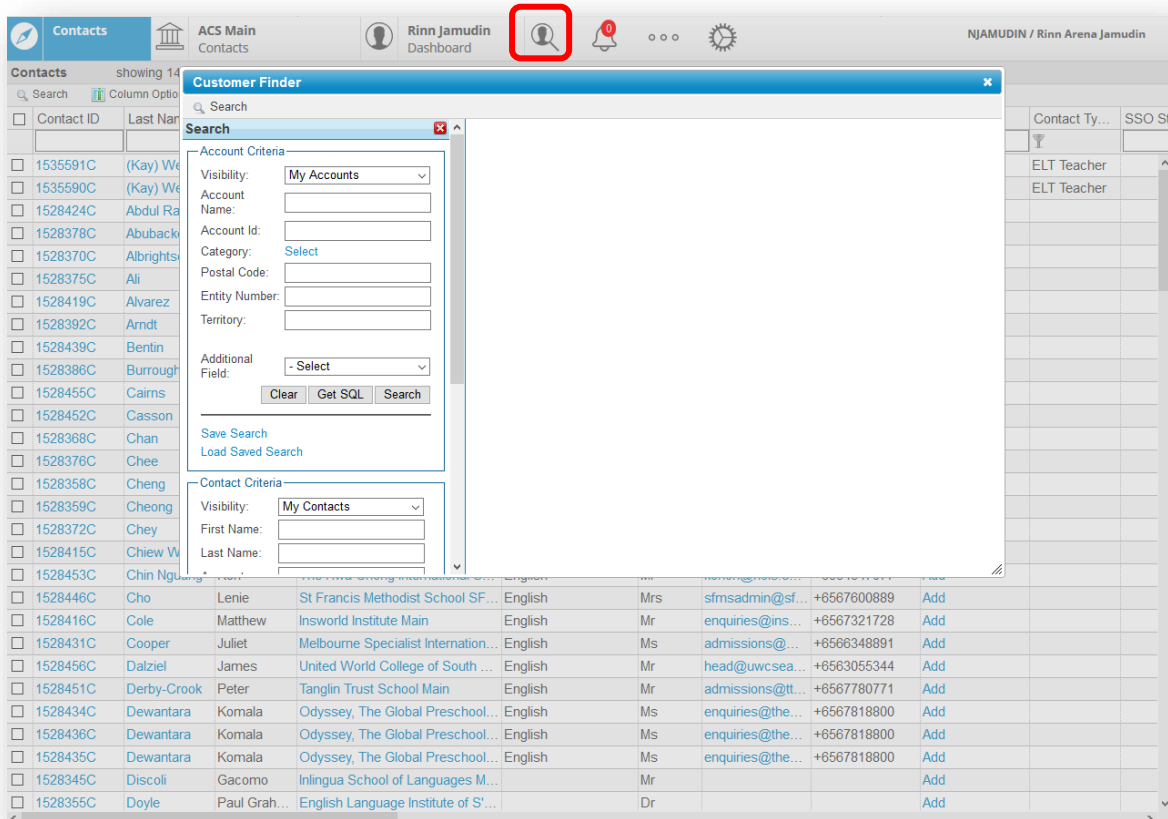 Contacts ACS Main Rinn Jamudin 0 NJAMUDIN / Rinn Arena Jamudin
Contacts Dashboard
Contacts showing 14
Customer Finder
Search Column Optio
Search
Contact ID Last Nam Contact Ty... SSO St
Search
Account Criteria
1535591C (Kay) We Visibility: My Accounts ELT Teacher
1535590C (Kay) We Account Name: ELT Teacher
1528424C Abdul Ra
1528378C Abubacke Account Id:
1528370C Albrights Category: Select
1528375C Ali Postal Code:
1528419C Alvarez Entity Number:
1528392C Arndt Territory:
1528439C Bentin
1528386C Burrough Additional Field: - Select
1528455C Cairns Clear Get SQL Search
1528452C Casson
1528368C Chan Save Search
1528376C Chee Load Saved Search
1528358C Cheng Contact Criteria
1528359C Cheong Visibility: My Contacts
1528372C Chey First Name:
1528415C Chiew W Last Name:
1528453C Chin Nguang
1528446C Cho Lenie St Francis Methodist School SF... English Mrs sfmsadmin@sf... +6567600889 Add
1528416C Cole Matthew Insworld Institute Main English Mr enquiries@ins... +6567321728 Add
1528431C Cooper Juliet Melbourne Specialist Internation... English Ms admissions@... +6566348891 Add
1528456C Dalziel James United World College of South ... English Mr head@uwcsea... +6563055344 Add
1528451C Derby-Crook Peter Tanglin Trust School Main English Mr admissions@tt... +6567780771 Add
1528434C Dewantara Komala Odyssey, The Global Preschool... English Ms enquiries@the... +6567818800 Add
1528436C Dewantara Komala Odyssey, The Global Preschool... English Ms enquiries@the... +6567818800 Add
1528435C Dewantara Komala Odyssey, The Global Preschool... English Ms enquiries@the... +6567818800 Add
1528345C Discoli Gacomo Inlingua School of Languages M... Mr Add
1528355C Doyle Paul Grah... English Language Institute of S'... Dr Add